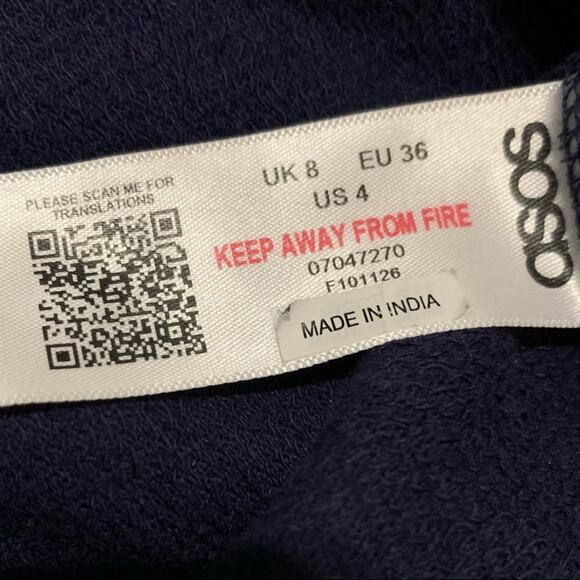 PLEASE SCAN ME FOR
TRANSLATIONS
UK 8 EU 36
US 4
KEEP AWAY FROM FIRE
07047270
F101126
MADE IN INDIA
asos